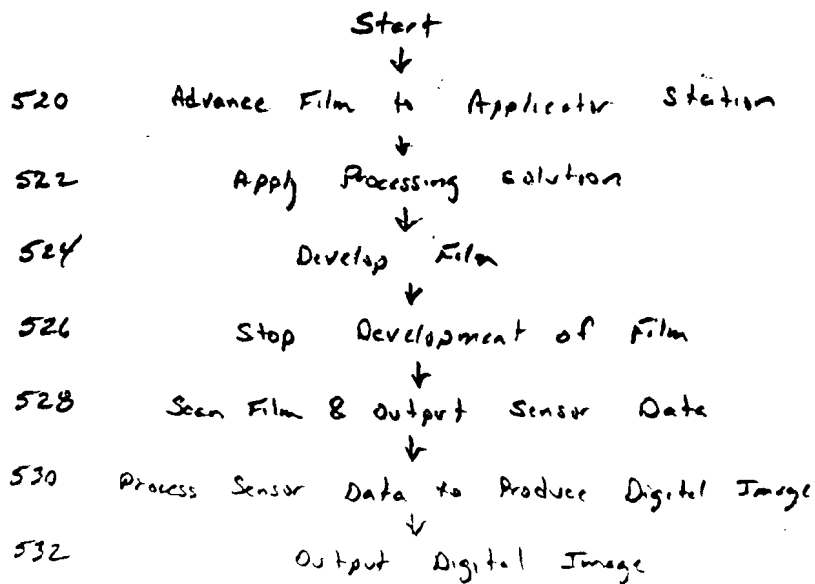 Start
520 Advance Film to Applicator Station
522 Apply Processing solution
524 Develop Film
526 Stop Development of Film
528 Scan Film & Output Sensor Data
530 Process Sensor Data to Produce Digital Image
532 Output Digital Image